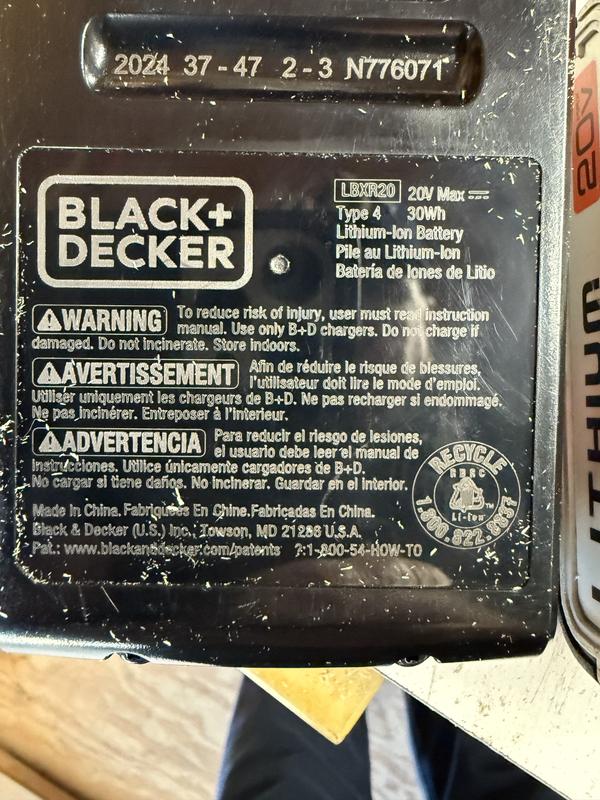 2024 37-47 2-3 N776071
BLACK+
DECKER
LBXR20 20V Max
Type 4 30Wh
Lithium-Ion Battery
Pile au Lithium-Ion
Batería de Iones de Litio
WARNING To reduce risk of injury, user must read instruction
manual. Use only B+D chargers. Do not charge if
damaged. Do not incinerate. Store indoors.
AVERTISSEMENT Afin de réduire le risque de blessures,
l'utilisateur doit lire le mode d'emploi.
Utiliser uniquement les chargeurs de B+D. Ne pas recharger si endommagé.
Ne pas incinérer. Entreposer à l'interieur.
ADVERTENCIA Para reducir el riesgo de lesiones,
el usuario debe leer el manual de
instrucciones. Utilice únicamente cargadores de B+D.
No cargar si tiene daños. No incinerar. Guardar en el interior.
RECYCLE
RBRC
Li-Ion
1.800.822.8837
Made In China.Fabriquées En Chine.Fabricadas En China.
Black & Decker (U.S.) Inc., Towson, MD 21286 U.S.A.
Pat.: www.blackanddecker.com/patents ?:1-800-54-HOW-TO
20V
LITHIUM